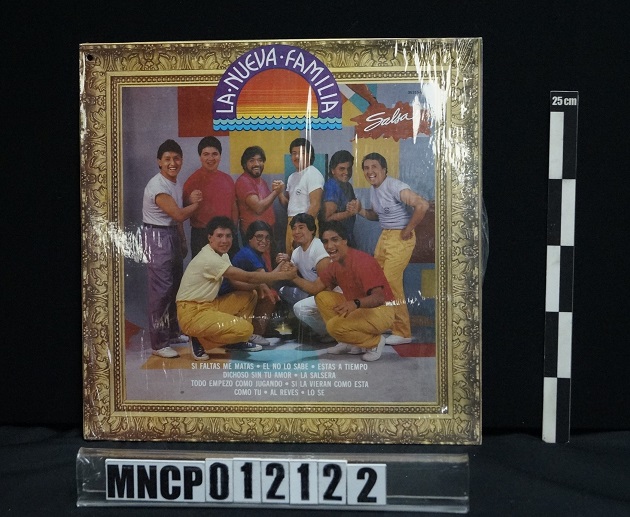 LA · NUEVA · FAMILIA
Salsa
25 cm
SI FALTAS ME MATAS • EL NO LO SABE • ESTAS A TIEMPO
DICHOSO SIN TU AMOR • LA SALSERA
TODO EMPEZO COMO JUGANDO • SI LA VIERAN COMO ESTA
COMO TU • AL REVES • LO SE
MNCP012122